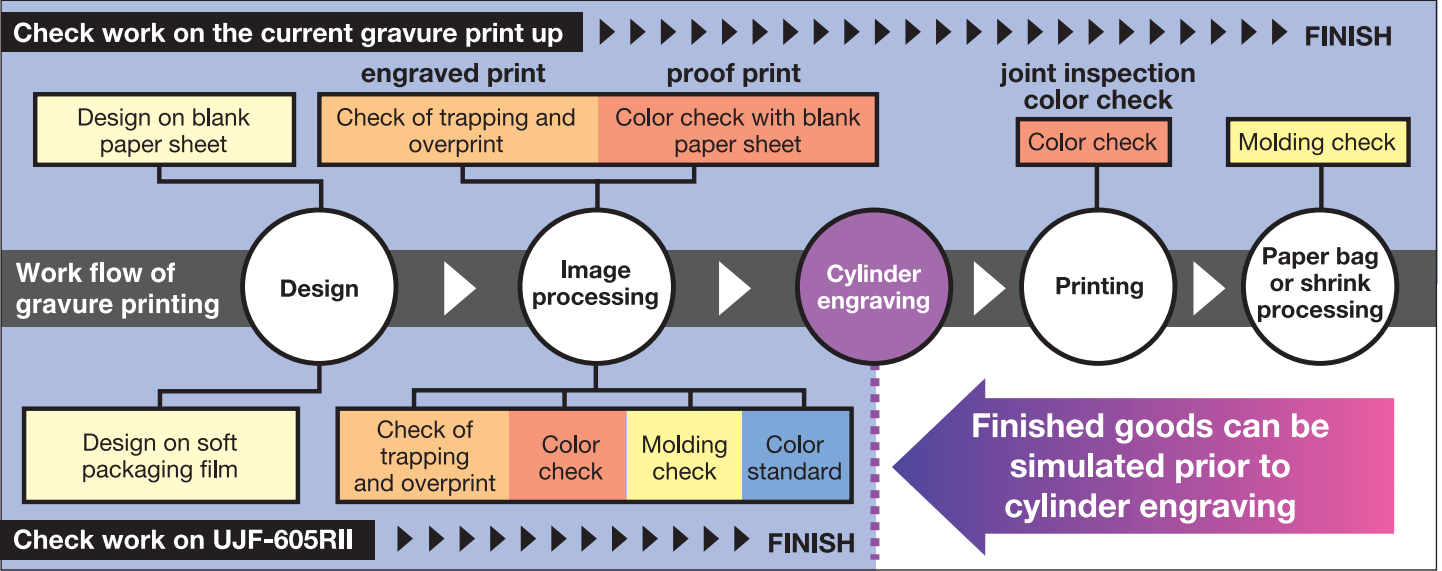 Check work on the current gravure print up
FINISH
engraved print
proof print
joint inspection
color check
Design on blank
paper sheet
Check of trapping and
overprint
Color check with blank
paper sheet
Color check
Molding check
Work flow of
gravure printing
Design
Image
processing
Cylinder
engraving
Printing
Paper bag
or shrink
processing
Design on soft
packaging film
Check of
trapping
and overprint
Color
check
Molding
check
Color
standard
Finished goods can be
simulated prior to
cylinder engraving
Check work on UJF-605RII
FINISH